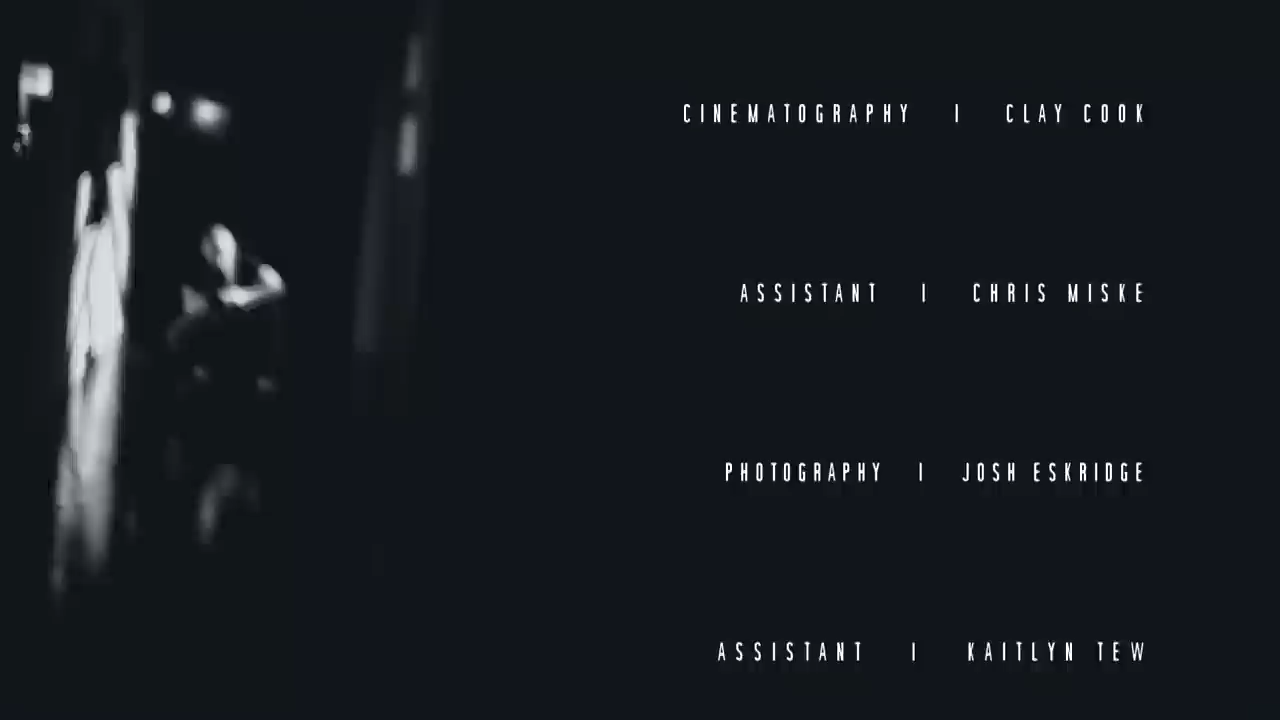 CINEMATOGRAPHY | CLAY COOK
ASSISTANT | CHRIS MISKE
PHOTOGRAPHY | JOSH ESKRIDGE
ASSISTANT | KAITLYN TEW